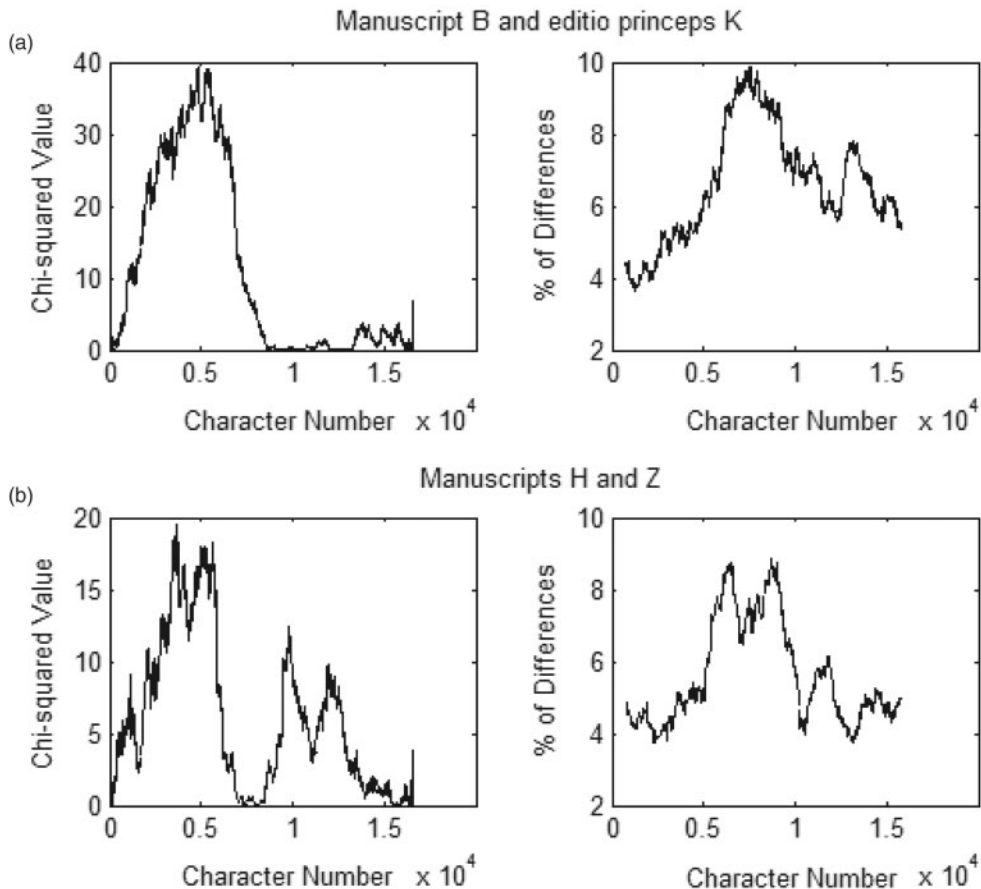 Manuscript B and editio princeps K
(a)
40
30
20
10
0
Chi-squared Value
0 0.5 1 1.5
Character Number x 10^4
10
8
6
4
2
% of Differences
0 0.5 1 1.5
Character Number x 10^4
Manuscripts H and Z
(b)
20
15
10
5
0
Chi-squared Value
0 0.5 1 1.5
Character Number x 10^4
10
8
6
4
2
% of Differences
0 0.5 1 1.5
Character Number x 10^4